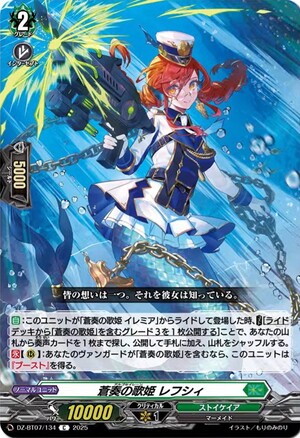 2
グレード
インターセプト
5000
シールド
皆の想いは一つ。それを彼女は知っている。
自:このユニットが「蒼奏の歌姫 イレミア」からライドして登場した時、[ライドデッキから「蒼奏の歌姫」を含むグレード3を1枚公開する]ことで、あなたの山札から奏声カードを1枚まで探し、公開して手札に加え、山札をシャッフルする。
永:あなたのヴァンガードが「蒼奏の歌姫」を含むなら、このユニットは『ブースト』を得る。
ノーマルユニット
蒼奏の歌姫 レフシィ
パワー
10000
クリティカル
1
ストイケイア
マーメイド
DZ-BT07/134 C 2025
イラスト/もりのみのり